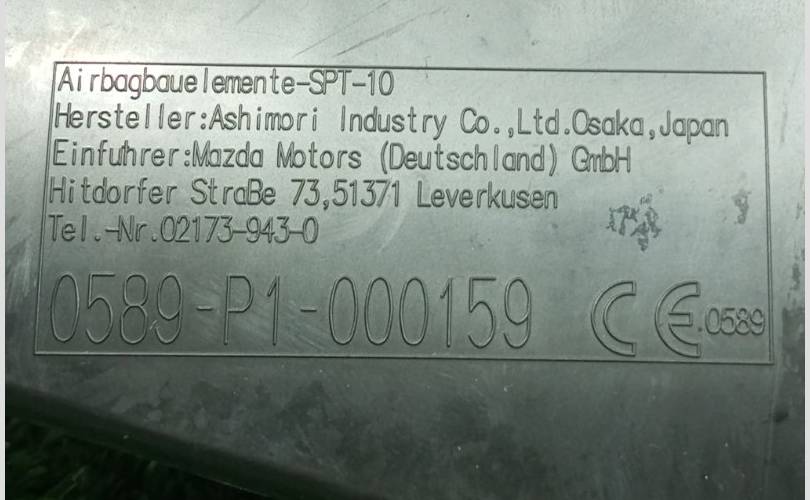 Airbagbauelemente-SPT-10
Hersteller:Ashimori Industry Co.,Ltd.Osaka,Japan
Einfuhrer:Mazda Motors (Deutschland) GmbH
Hitdorfer Straße 73,51371 Leverkusen
Tel.-Nr.02173-943-0
0589-P1-000159 CE.0589